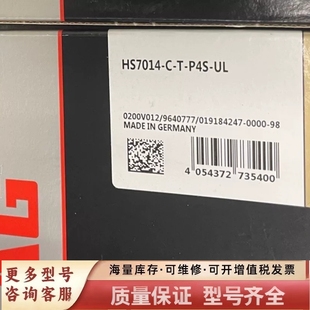 HS7014-C-T-P4S-UL
0200V012/9640777/019184247-0000-98
MADE IN GERMANY
4 054372 735400
AG
更多型号
咨询客服
海量库存·可维修·可开增值税发票
质量保证 型号齐全